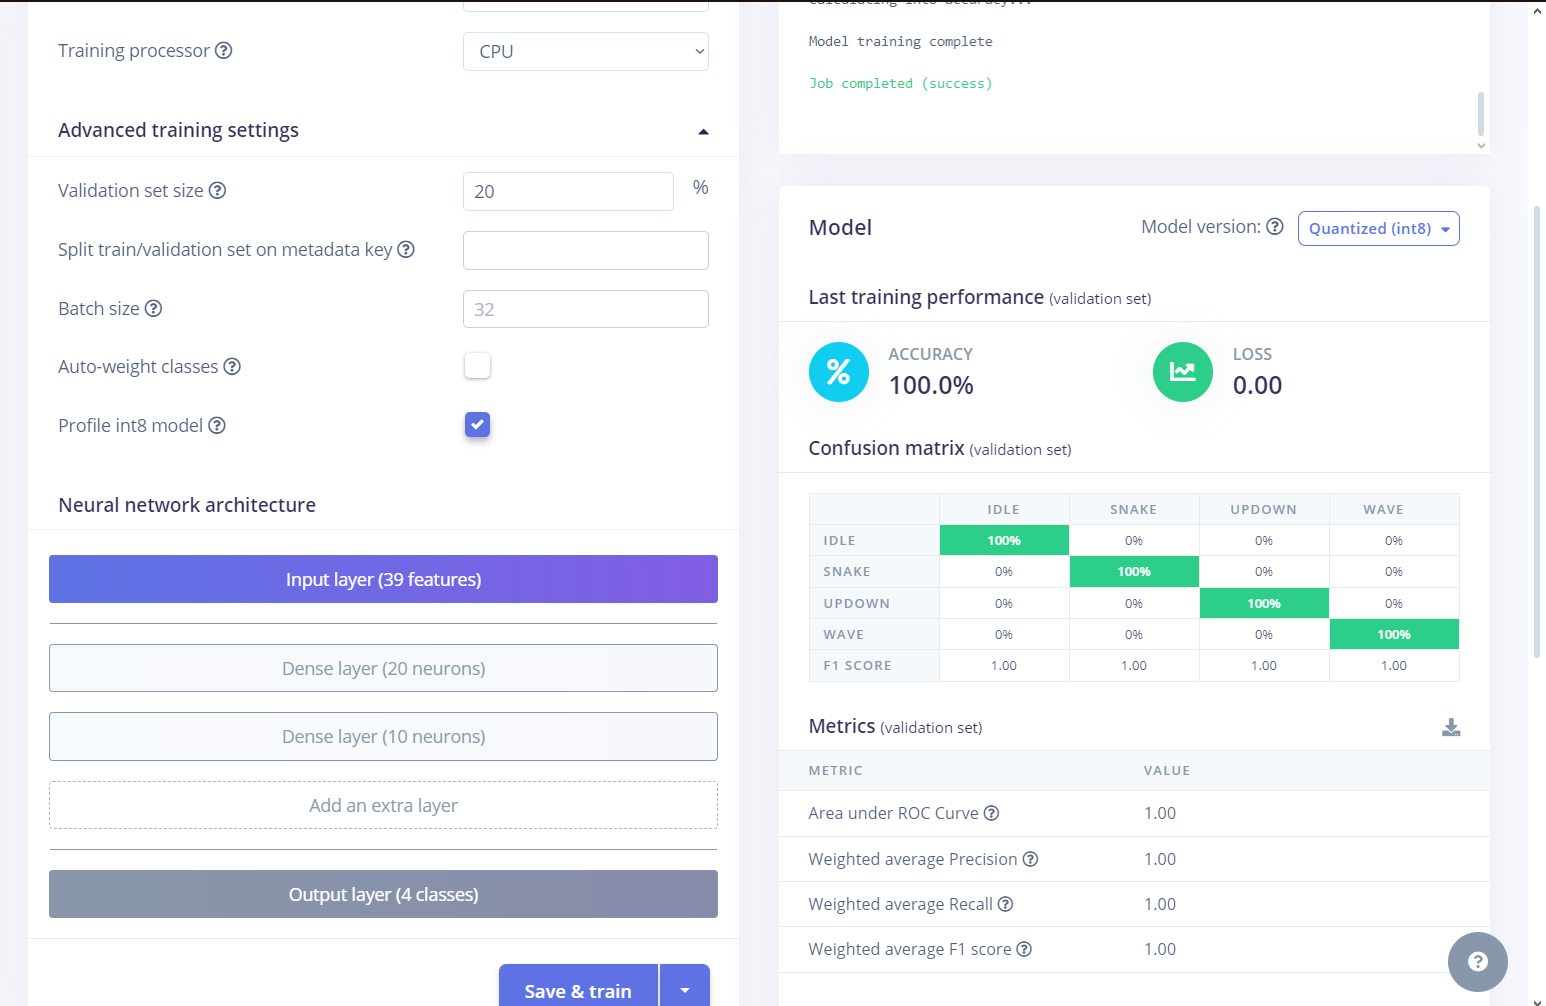 Training processor
CPU
Advanced training settings
Validation set size
20
%
Split train/validation set on metadata key
Batch size
32
Auto-weight classes
Profile int8 model
Neural network architecture
Input layer (39 features)
Dense layer (20 neurons)
Dense layer (10 neurons)
Add an extra layer
Output layer (4 classes)
Save & train
Model training complete
Job completed (success)
Model
Model version:
Quantized (int8)
Last training performance (validation set)
ACCURACY
100.0%
LOSS
0.00
Confusion matrix (validation set)
IDLE SNAKE UPDOWN WAVE
IDLE 100% 0% 0% 0%
SNAKE 0% 100% 0% 0%
UPDOWN 0% 0% 100% 0%
WAVE 0% 0% 0% 100%
F1 SCORE 1.00 1.00 1.00 1.00
Metrics (validation set)
METRIC VALUE
Area under ROC Curve 1.00
Weighted average Precision 1.00
Weighted average Recall 1.00
Weighted average F1 score 1.00